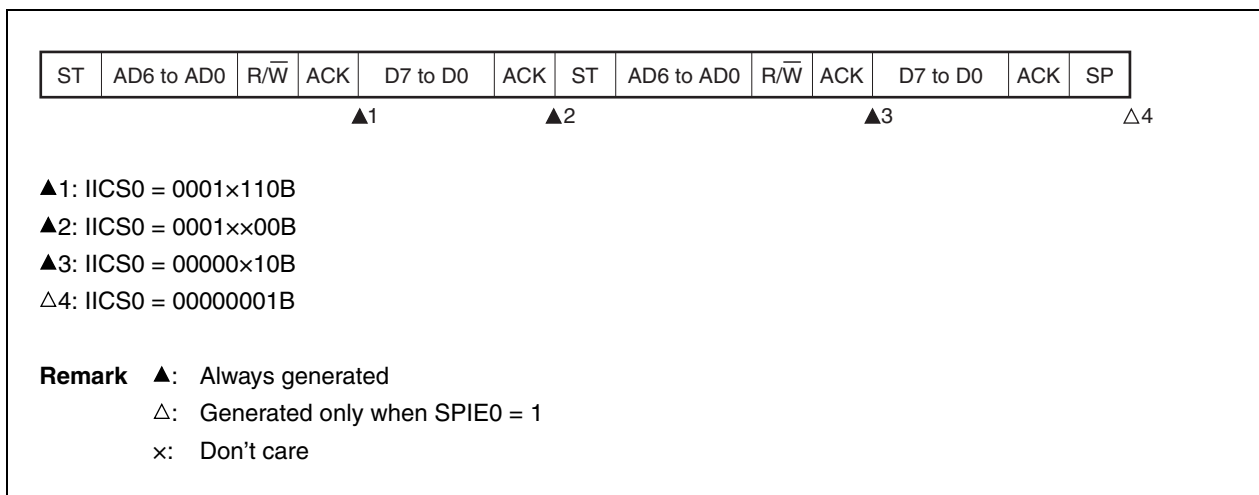 ST AD6 to AD0 R/W̅ ACK D7 to D0 ACK ST AD6 to AD0 R/W̅ ACK D7 to D0 ACK SP
▲1 ▲2 ▲3 △4
▲1: IICS0 = 0001×110B
▲2: IICS0 = 0001××00B
▲3: IICS0 = 00000×10B
△4: IICS0 = 00000001B
Remark ▲: Always generated
△: Generated only when SPIE0 = 1
×: Don't care